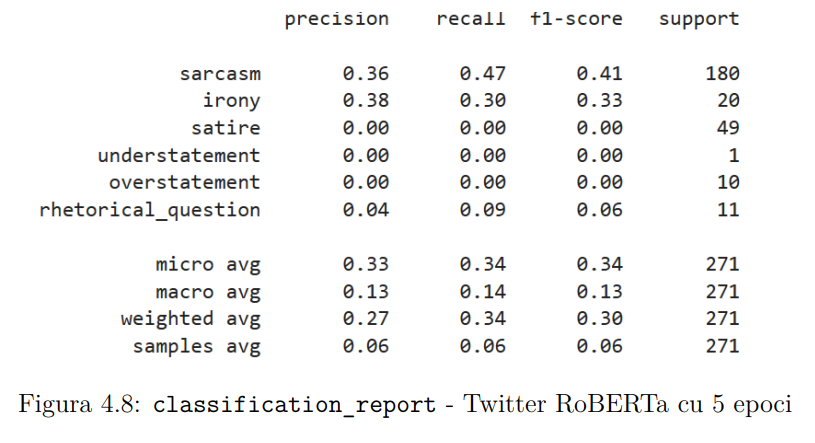 precision recall f1-score support
sarcasm 0.36 0.47 0.41 180
irony 0.38 0.30 0.33 20
satire 0.00 0.00 0.00 49
understatement 0.00 0.00 0.00 1
overstatement 0.00 0.00 0.00 10
rhetorical_question 0.04 0.09 0.06 11
micro avg 0.33 0.34 0.34 271
macro avg 0.13 0.14 0.13 271
weighted avg 0.27 0.34 0.30 271
samples avg 0.06 0.06 0.06 271
Figura 4.8: classification_report - Twitter RoBERTa cu 5 epoci